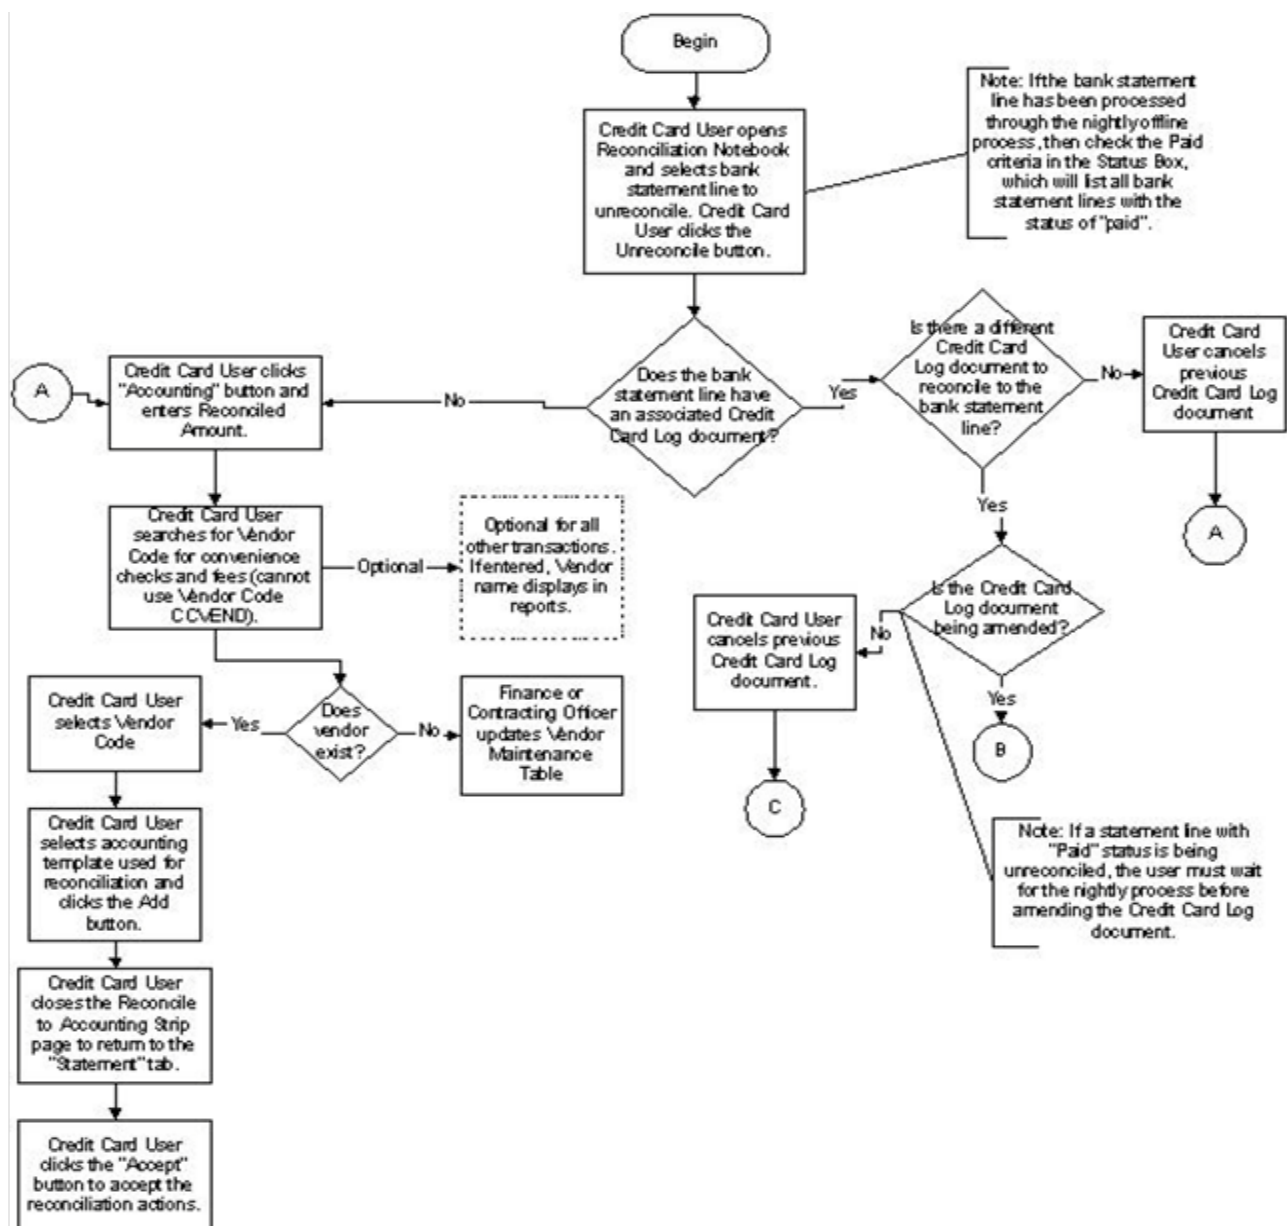 Begin
Note: If the bank statement
line has been processed
through the nightly offline
process, then check the Paid
criteria in the Status Box,
which will list all bank
statement lines with the
status of "paid".
Credit Card User opens
Reconciliation Notebook
and selects bank
statement line to
unreconcile. Credit Card
User clicks the
Unreconcile button.
Does the bank
statement line have
an associated Credit
Card Log document?
No
Yes
Is there a different
Credit Card
Log document to
reconcile to the
bank statement
line?
No
Credit Card
User cancels
previous
Credit Card Log
document
A
Yes
Is the Credit Card
Log document
being amended?
No
Credit Card User
cancels previous
Credit Card Log
document.
C
Yes
B
Note: If a statement line with
"Paid" status is being
unreconciled, the user must wait
for the nightly process before
amending the Credit Card Log
document.
A
Credit Card User clicks
"Accounting" button and
enters Reconciled
Amount.
Credit Card User
searches for Vendor
Code for convenience
checks and fees (cannot
use Vendor Code
CCVEND).
Optional
Optional for all
other transactions.
If entered, Vendor
name displays in
reports.
Does
vendor
exist?
No
Finance or
Contracting Officer
updates Vendor
Maintenance
Table
Yes
Credit Card User
selects Vendor
Code
Credit Card User
selects accounting
template used for
reconciliation and
clicks the Add
button.
Credit Card User
closes the Reconcile
to Accounting Strip
page to return to the
"Statement" tab.
Credit Card User
clicks the "Accept"
button to accept the
reconciliation actions.